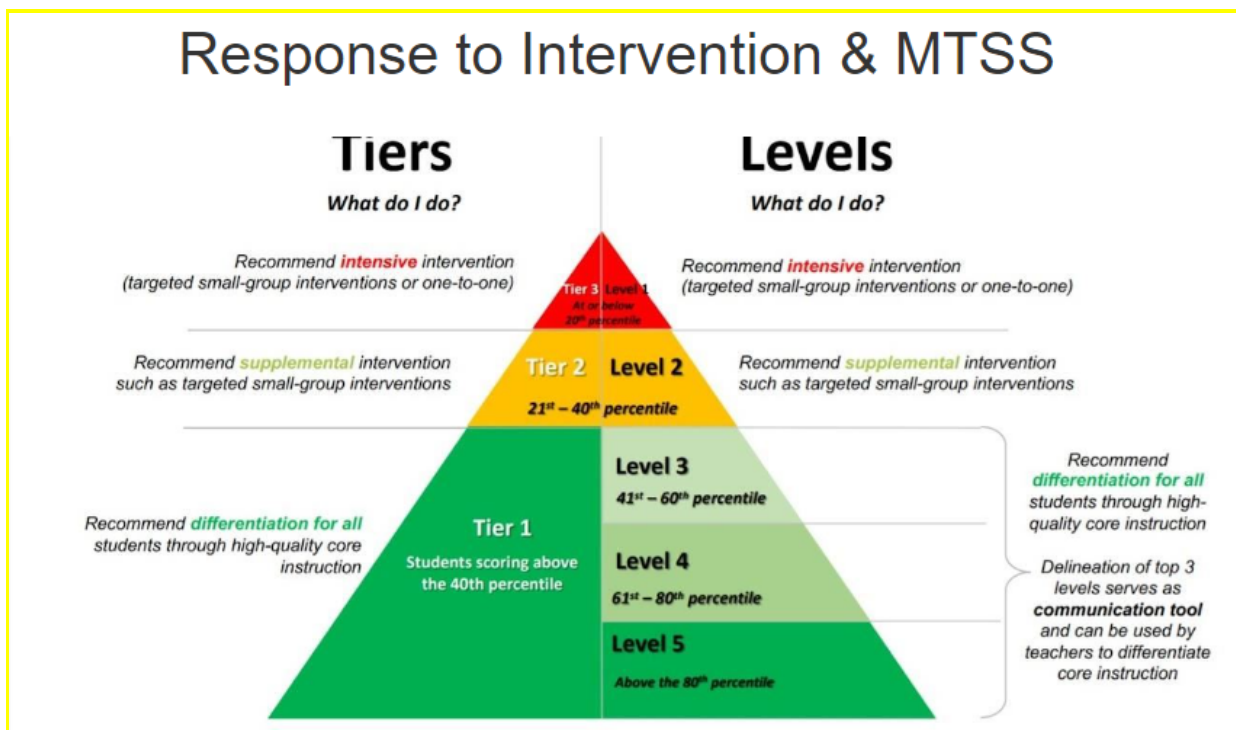 Response to Intervention & MTSS
Tiers
What do I do?
Levels
What do I do?
Recommend intensive intervention
(targeted small-group interventions or one-to-one)
Tier 3 Level 1
At or below
20th percentile
Recommend intensive intervention
(targeted small-group interventions or one-to-one)
Recommend supplemental intervention
such as targeted small-group interventions
Tier 2 Level 2
21st – 40th percentile
Recommend supplemental intervention
such as targeted small-group interventions
Recommend differentiation for all
students through high-quality core
instruction
Tier 1
Students scoring above
the 40th percentile
Level 3
41st – 60th percentile
Level 4
61st – 80th percentile
Level 5
Above the 80th percentile
Recommend
differentiation for all
students through high-
quality core instruction
Delineation of top 3
levels serves as
communication tool
and can be used by
teachers to differentiate
core instruction